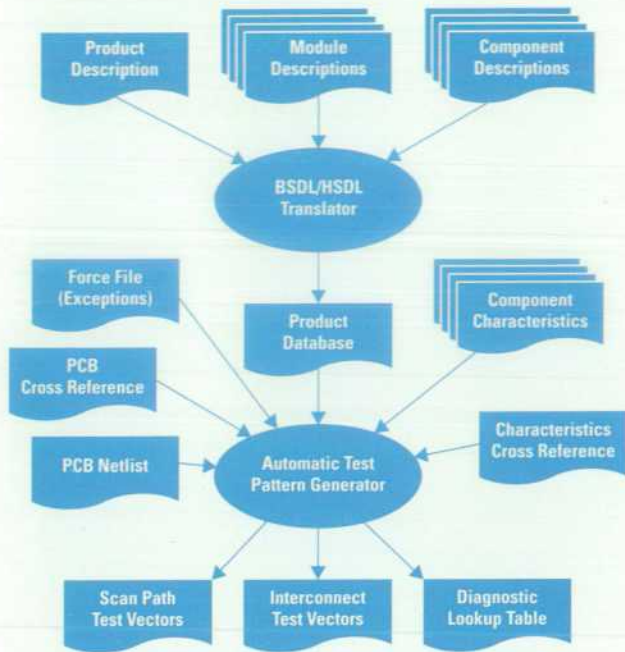 Product
Description
Module
Descriptions
Component
Descriptions
BSDL/HSDL
Translator
Force File
(Exceptions)
Product
Database
Component
Characteristics
PCB
Cross Reference
PCB Netlist
Automatic Test
Pattern Generator
Characteristics
Cross Reference
Scan Path
Test Vectors
Interconnect
Test Vectors
Diagnostic
Lookup Table